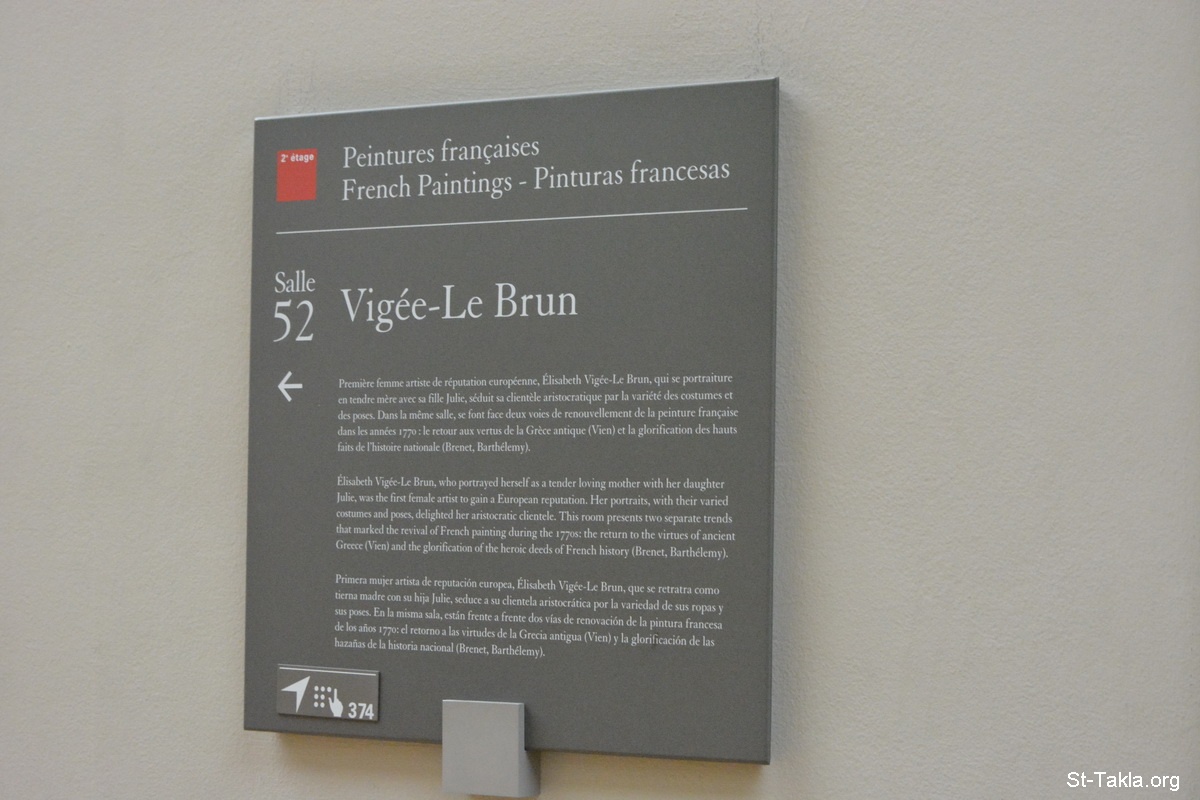 2e étage
Peintures françaises
French Paintings - Pinturas francesas
Salle
52
Vigée-Le Brun
Première femme artiste de réputation européenne, Élisabeth Vigée-Le Brun, qui se portraiture
en tendre mère avec sa fille Julie, séduit sa clientèle aristocratique par la variété des costumes et
des poses. Dans la même salle, se font face deux voies de renouvellement de la peinture française
dans les années 1770 : le retour aux vertus de la Grèce antique (Vien) et la glorification des hauts
faits de l'histoire nationale (Brenet, Barthélemy).
Élisabeth Vigée-Le Brun, who portrayed herself as a tender loving mother with her daughter
Julie, was the first female artist to gain a European reputation. Her portraits, with their varied
costumes and poses, delighted her aristocratic clientele. This room presents two separate trends
that marked the revival of French painting during the 1770s: the return to the virtues of ancient
Greece (Vien) and the glorification of the heroic deeds of French history (Brenet, Barthélemy).
Primera mujer artista de reputación europea, Élisabeth Vigée-Le Brun, que se retratra como
tierna madre con su hija Julie, seduce a su clientela aristocrática por la variedad de sus ropas y
sus poses. En la misma sala, están frente a frente dos vías de renovación de la pintura francesa
de los años 1770: el retorno a las virtudes de la Grecia antigua (Vien) y la glorificación de las
hazañas de la historia nacional (Brenet, Barthélemy).
374
St-Takla.org